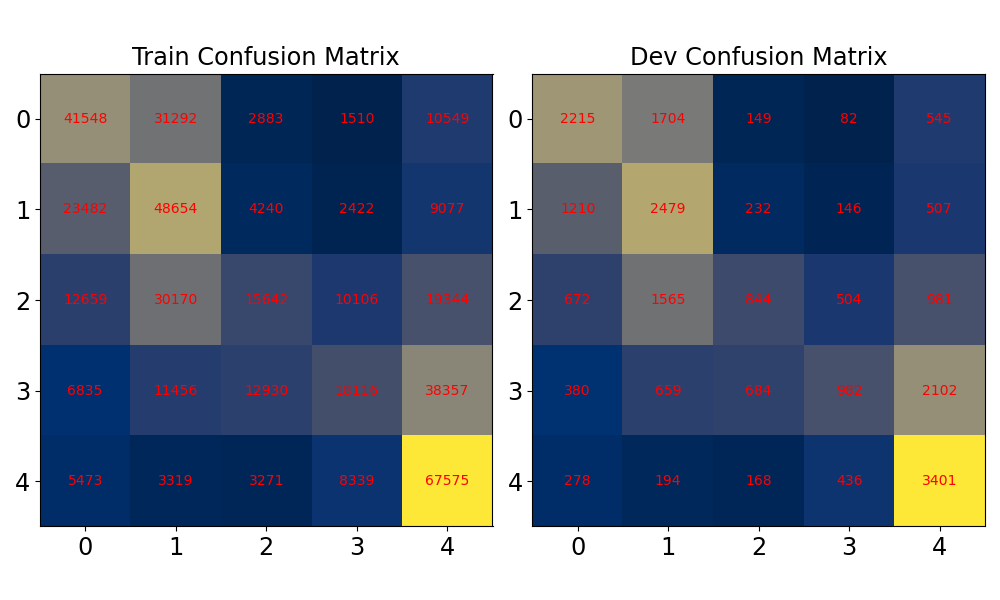 Train Confusion Matrix
0 41548 31292 2883 1510 10549
1 23482 48654 4240 2422 9077
2 12659 30170 15642 10106 19344
3 6835 11456 12930 18116 38357
4 5473 3319 3271 8339 67575
0 1 2 3 4
Dev Confusion Matrix
0 2215 1704 149 82 545
1 1210 2479 232 146 507
2 672 1565 844 504 981
3 380 659 684 962 2102
4 278 194 168 436 3401
0 1 2 3 4